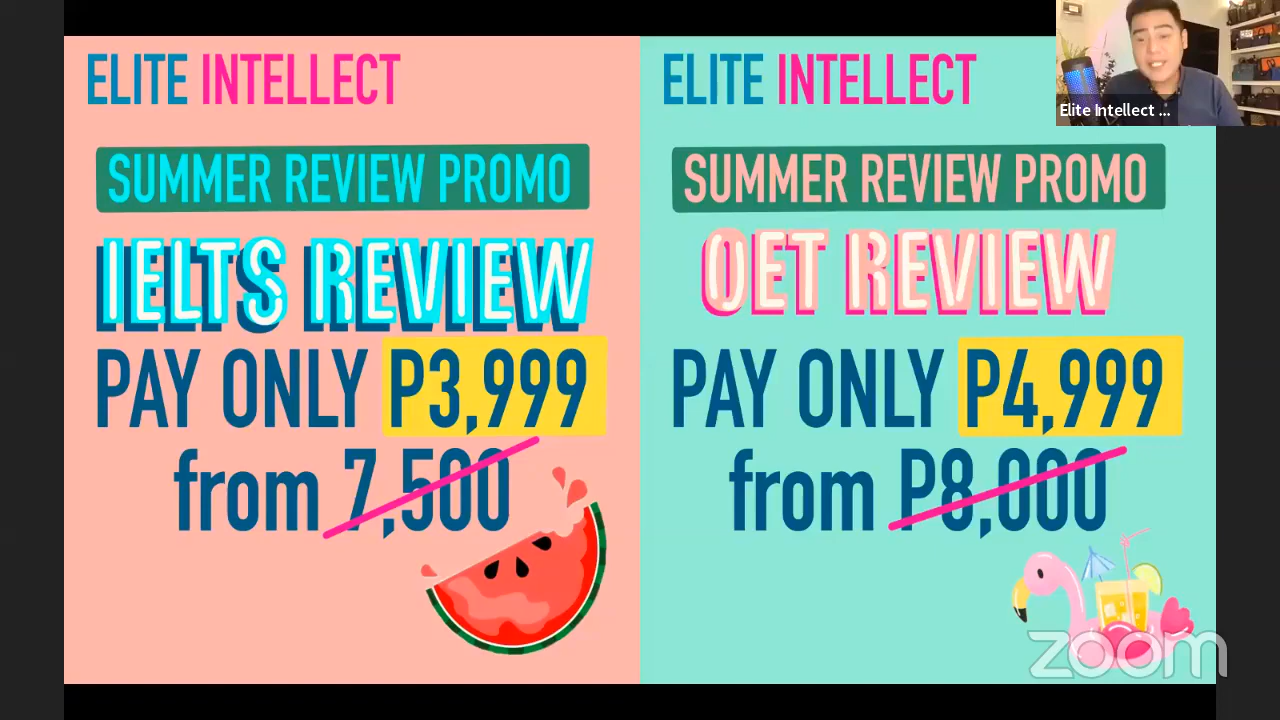 ELITE INTELLECT
SUMMER REVIEW PROMO
IELTS REVIEW
PAY ONLY P3,999
from 7,500
ELITE INTELLECT
SUMMER REVIEW PROMO
OET REVIEW
PAY ONLY P4,999
from P8,000
Elite Intellect ...
zoom